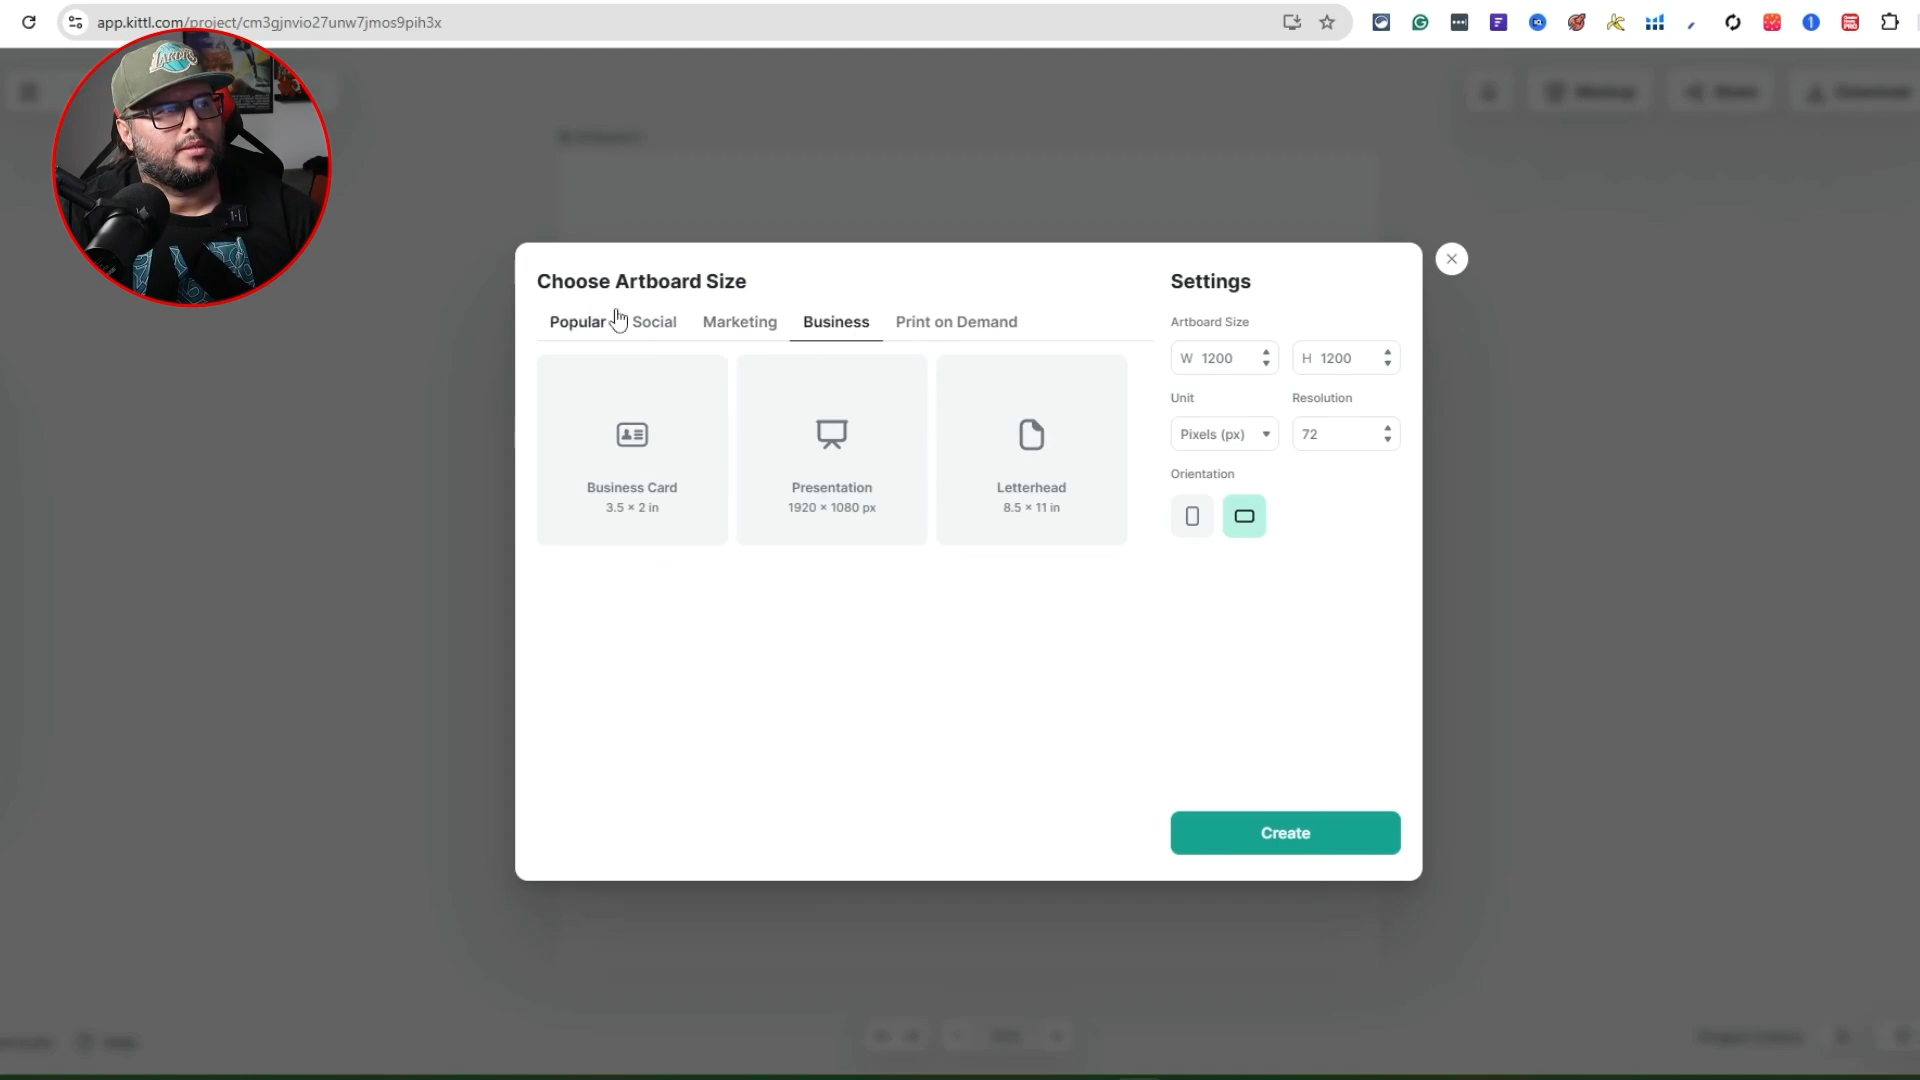 app.kittl.com/project/cm3gjnvio27unw7jmos9pih3x
LAKERS
Choose Artboard Size
Popular Social Marketing Business Print on Demand
Business Card
3.5 × 2 in
Presentation
1920 × 1080 px
Letterhead
8.5 × 11 in
Settings
Artboard Size
W 1200 H 1200
Unit Resolution
Pixels (px) 72
Orientation
Create